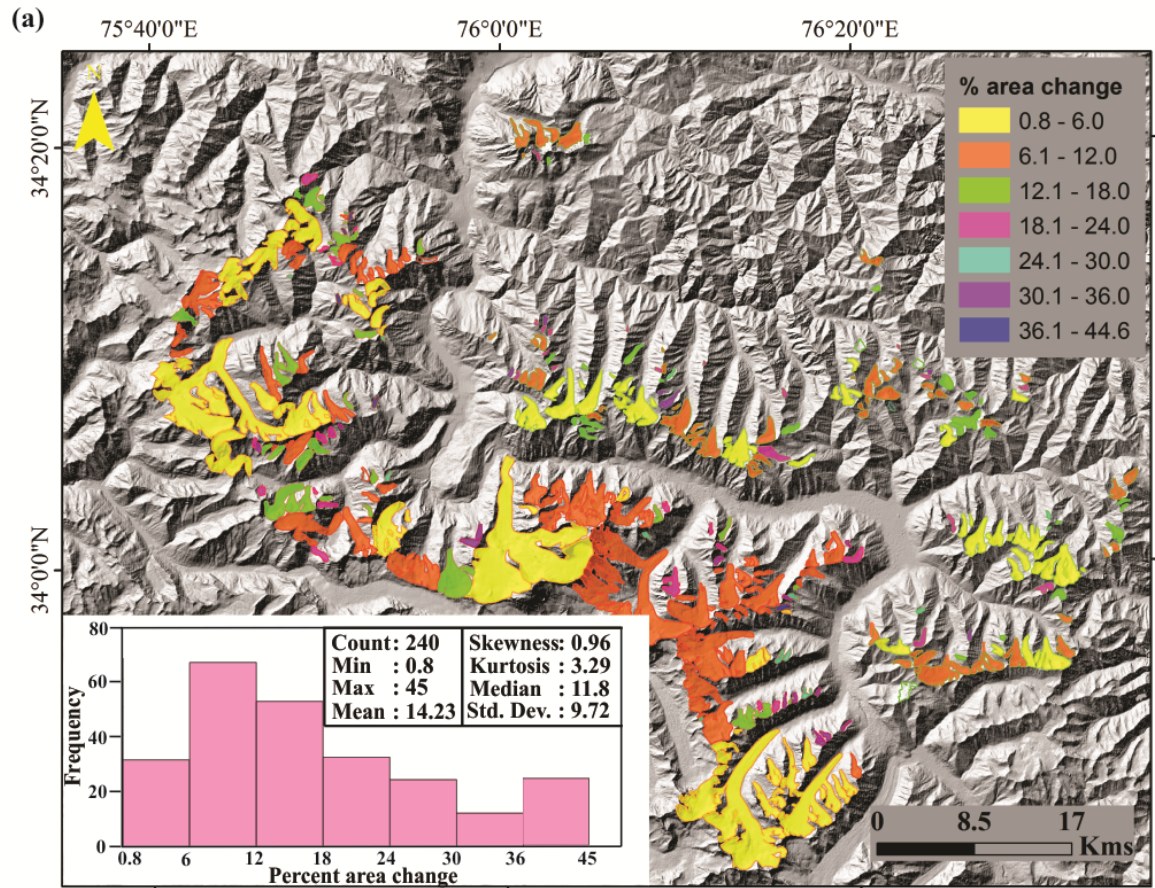 (a)
75°40'0"E 76°0'0"E 76°20'0"E
34°20'0"N
34°0'0"N
% area change
0.8 - 6.0
6.1 - 12.0
12.1 - 18.0
18.1 - 24.0
24.1 - 30.0
30.1 - 36.0
36.1 - 44.6
80
60
40
20
0
Frequency
Count: 240 Skewness: 0.96
Min : 0.8 Kurtosis : 3.29
Max : 45 Median : 11.8
Mean : 14.23 Std. Dev. : 9.72
0.8 6 12 18 24 30 36 45
Percent area change
0 8.5 17
Kms